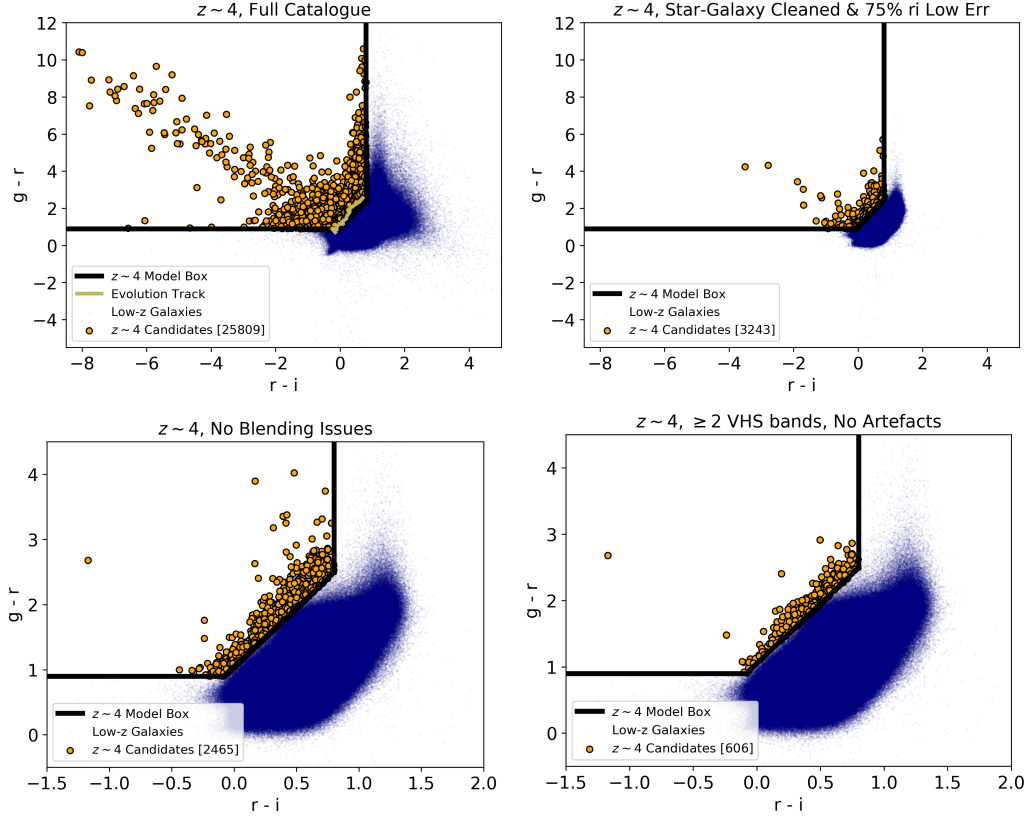 z ~ 4, Full Catalogue
12
10
8
6
4
2
0
−2
−4
g - r
z ~ 4 Model Box
Evolution Track
Low-z Galaxies
z ~ 4 Candidates [25809]
−8 −6 −4 −2 0 2 4
r - i
z ~ 4, Star-Galaxy Cleaned & 75% ri Low Err
12
10
8
6
4
2
0
−2
−4
g - r
z ~ 4 Model Box
Low-z Galaxies
z ~ 4 Candidates [3243]
−8 −6 −4 −2 0 2 4
r - i
z ~ 4, No Blending Issues
4
3
2
1
0
g - r
z ~ 4 Model Box
Low-z Galaxies
z ~ 4 Candidates [2465]
−1.5 −1.0 −0.5 0.0 0.5 1.0 1.5 2.0
r - i
z ~ 4, ≥ 2 VHS bands, No Artefacts
4
3
2
1
0
g - r
z ~ 4 Model Box
Low-z Galaxies
z ~ 4 Candidates [606]
−1.5 −1.0 −0.5 0.0 0.5 1.0 1.5 2.0
r - i